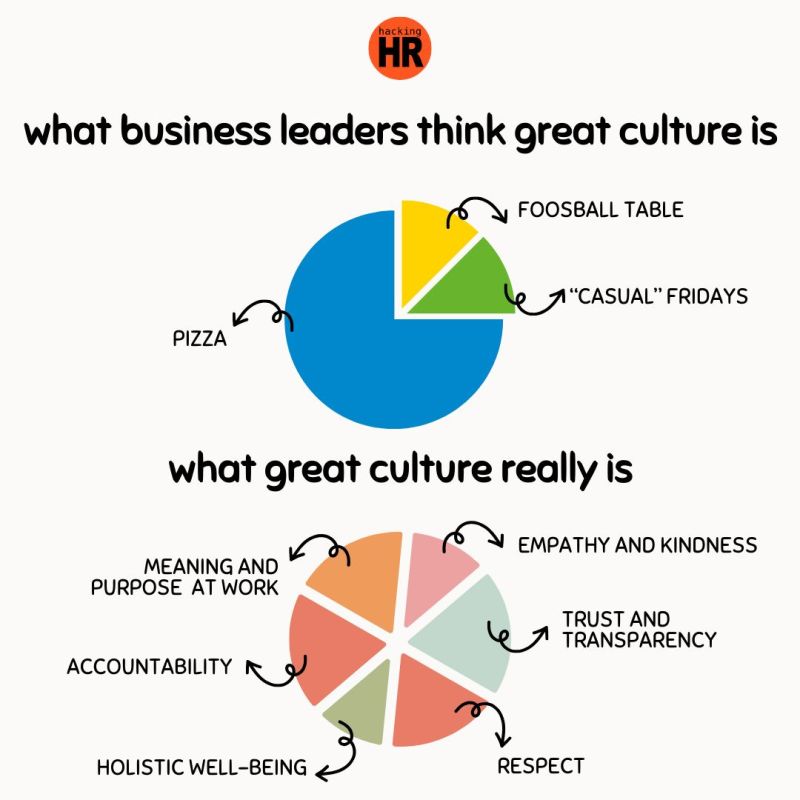 hacking
HR
what business leaders think great culture is
FOOSBALL TABLE
“CASUAL” FRIDAYS
PIZZA
what great culture really is
EMPATHY AND KINDNESS
MEANING AND
PURPOSE AT WORK
TRUST AND
TRANSPARENCY
ACCOUNTABILITY
HOLISTIC WELL-BEING
RESPECT